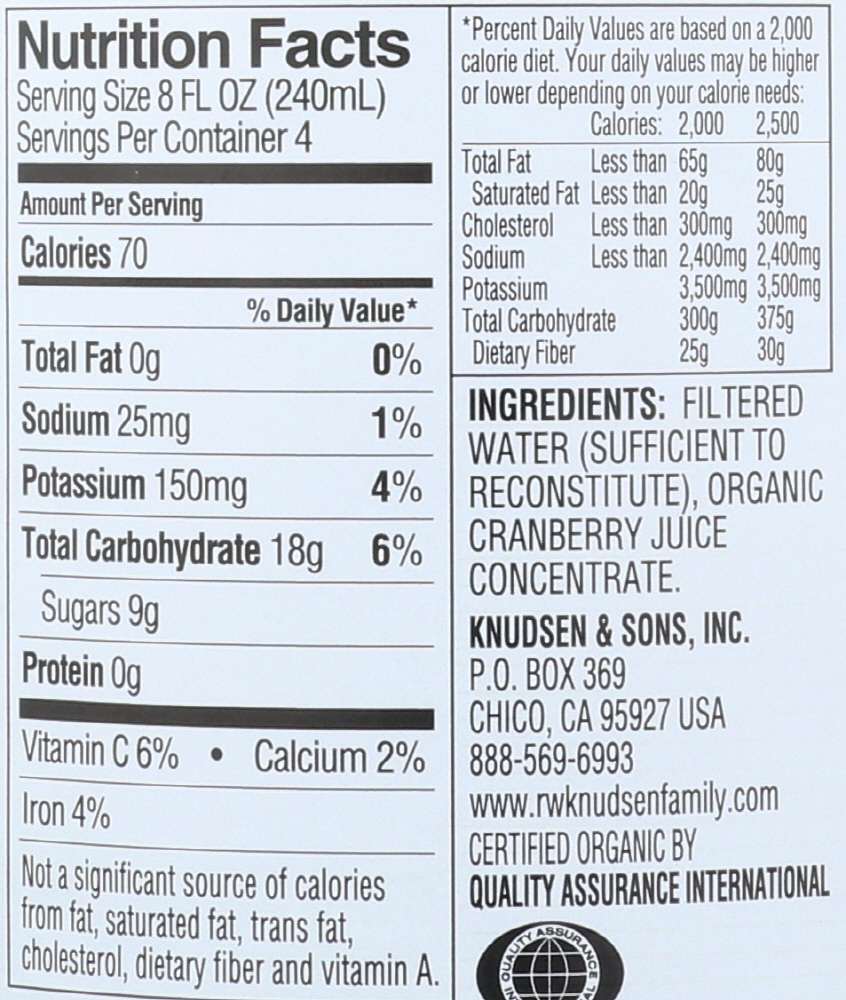 Nutrition Facts
Serving Size 8 FL OZ (240mL)
Servings Per Container 4
Amount Per Serving
Calories 70
% Daily Value*
Total Fat 0g 0%
Sodium 25mg 1%
Potassium 150mg 4%
Total Carbohydrate 18g 6%
Sugars 9g
Protein 0g
Vitamin C 6% • Calcium 2%
Iron 4%
Not a significant source of calories
from fat, saturated fat, trans fat,
cholesterol, dietary fiber and vitamin A.
*Percent Daily Values are based on a 2,000
calorie diet. Your daily values may be higher
or lower depending on your calorie needs:
Calories: 2,000 2,500
Total Fat Less than 65g 80g
Saturated Fat Less than 20g 25g
Cholesterol Less than 300mg 300mg
Sodium Less than 2,400mg 2,400mg
Potassium 3,500mg 3,500mg
Total Carbohydrate 300g 375g
Dietary Fiber 25g 30g
INGREDIENTS: FILTERED
WATER (SUFFICIENT TO
RECONSTITUTE), ORGANIC
CRANBERRY JUICE
CONCENTRATE.
KNUDSEN & SONS, INC.
P.O. BOX 369
CHICO, CA 95927 USA
888-569-6993
www.rwknudsenfamily.com
CERTIFIED ORGANIC BY
QUALITY ASSURANCE INTERNATIONAL
QUALITY ASSURANCE